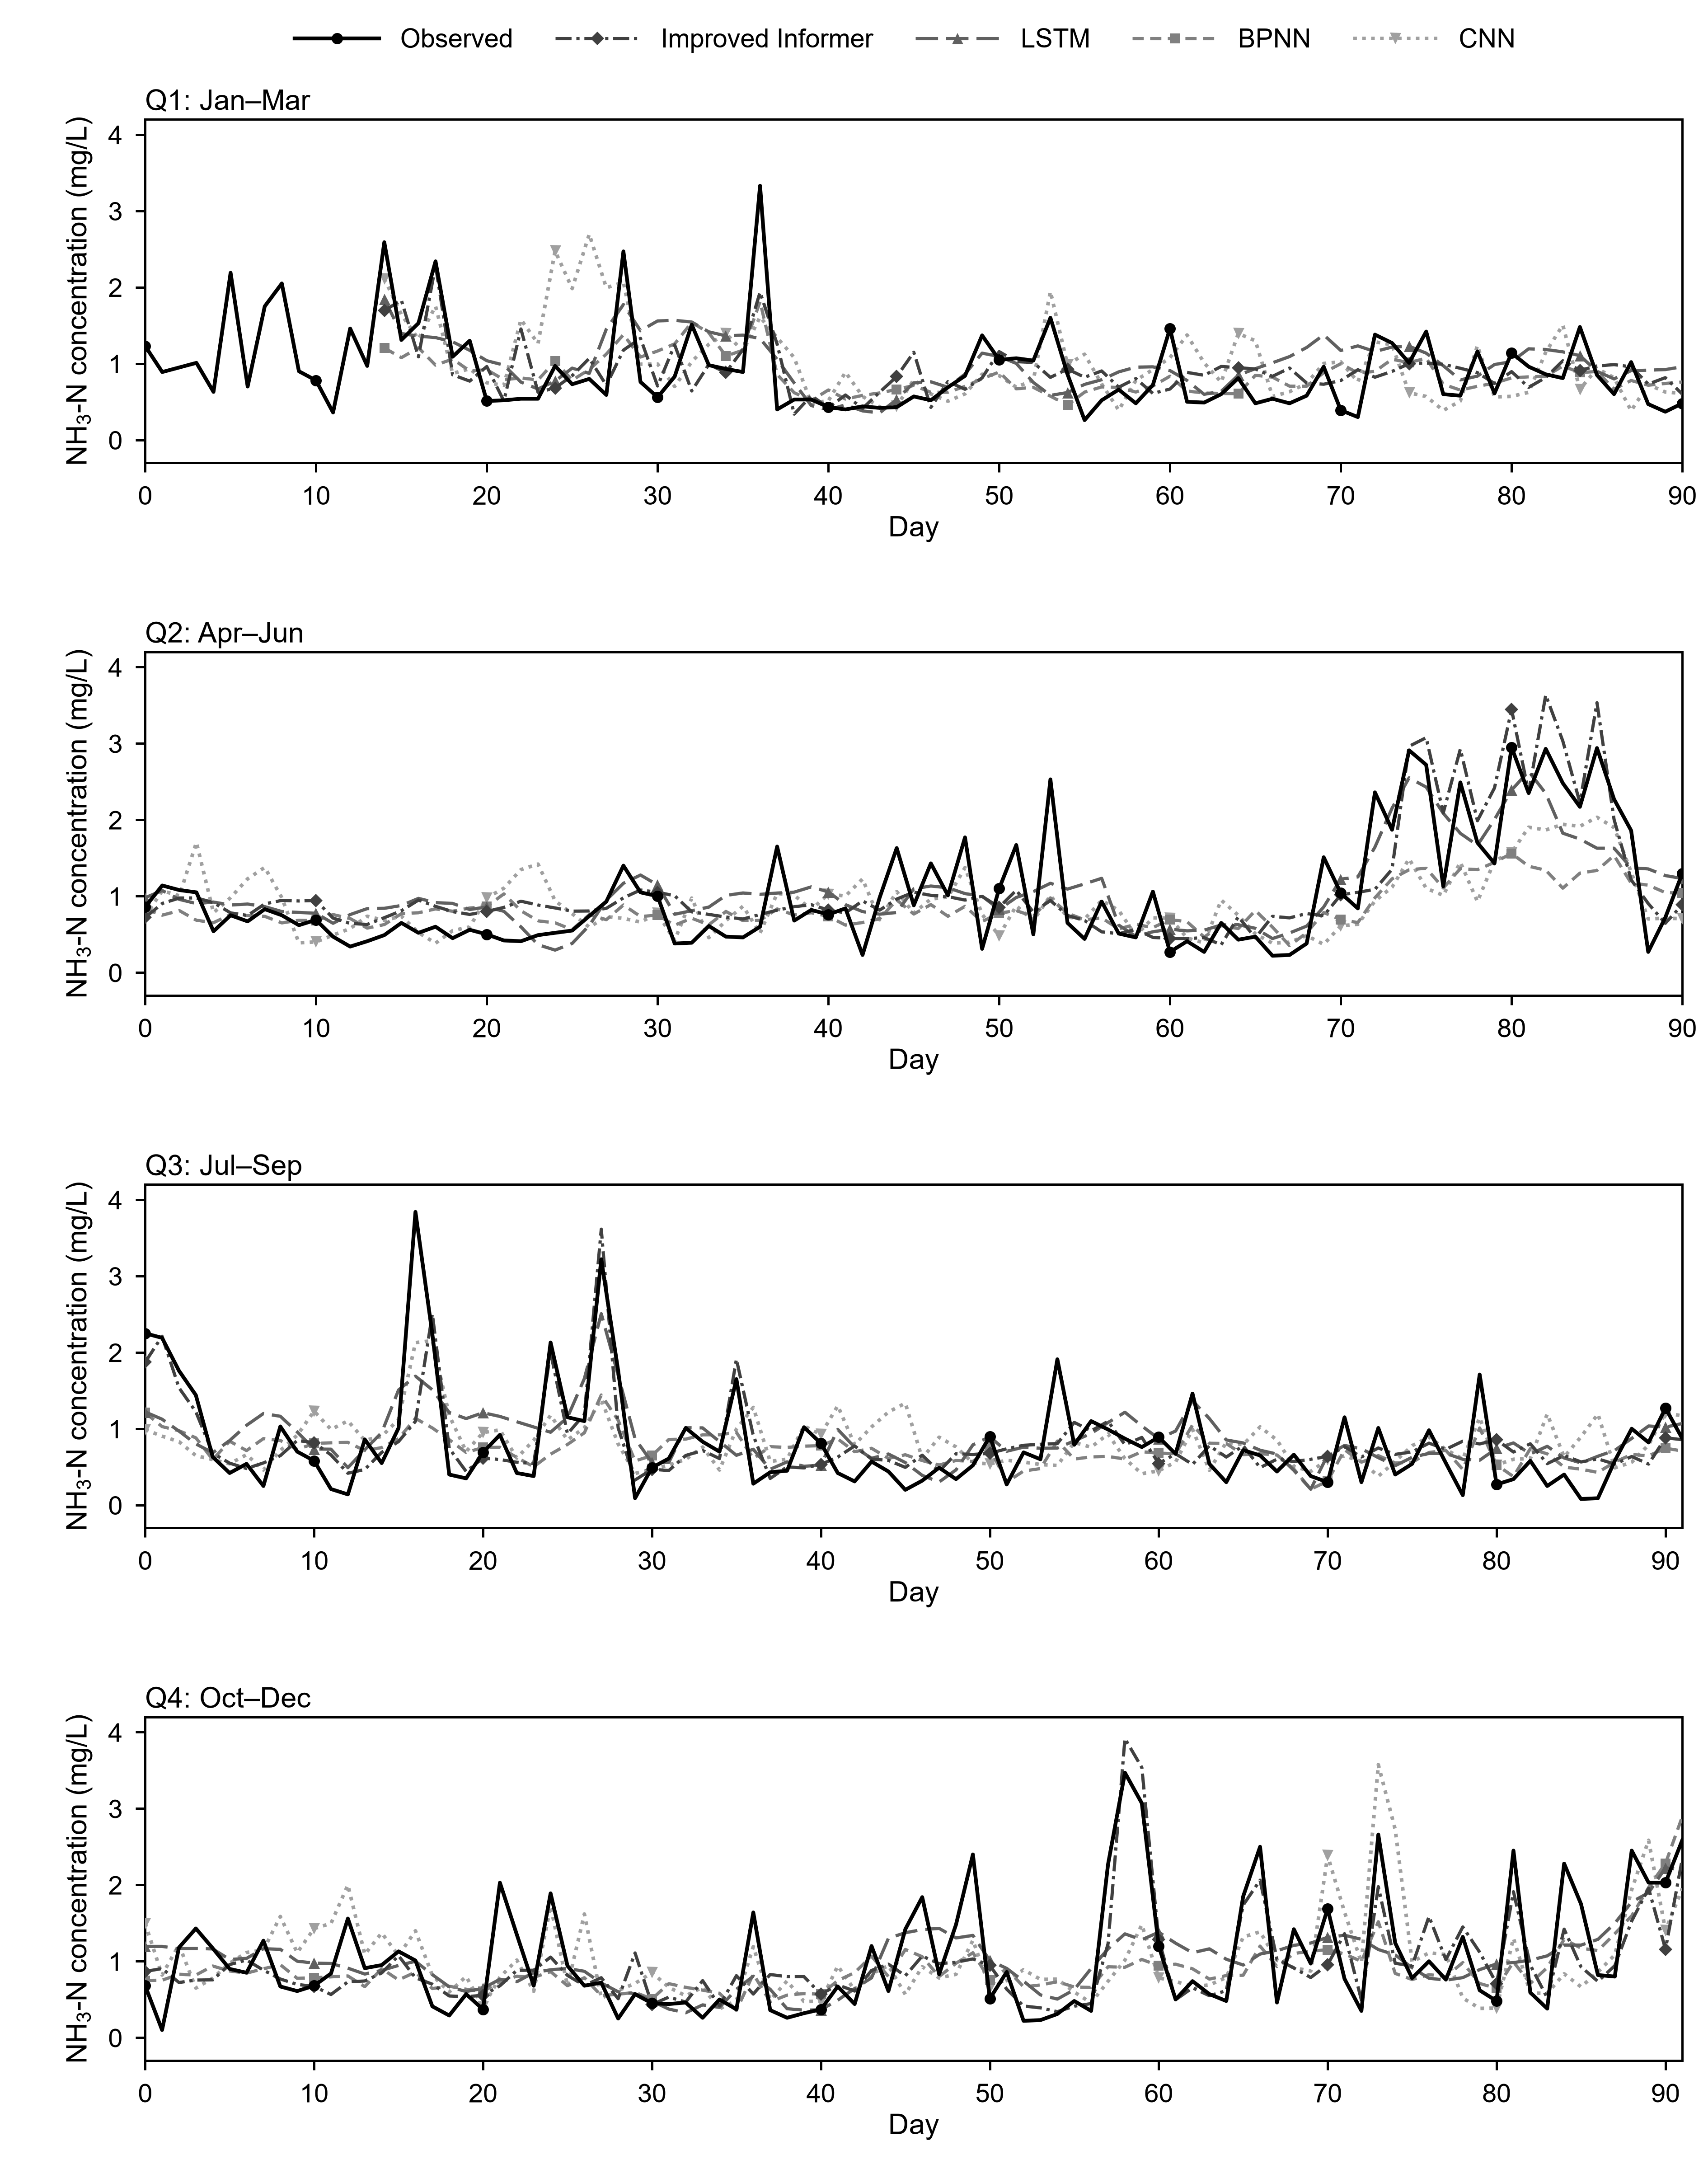 Observed Improved Informer LSTM BPNN CNN
Q1: Jan–Mar
NH3-N concentration (mg/L)
4
3
2
1
0
0 10 20 30 40 50 60 70 80 90
Day
Q2: Apr–Jun
NH3-N concentration (mg/L)
4
3
2
1
0
0 10 20 30 40 50 60 70 80 90
Day
Q3: Jul–Sep
NH3-N concentration (mg/L)
4
3
2
1
0
0 10 20 30 40 50 60 70 80 90
Day
Q4: Oct–Dec
NH3-N concentration (mg/L)
4
3
2
1
0
0 10 20 30 40 50 60 70 80 90
Day